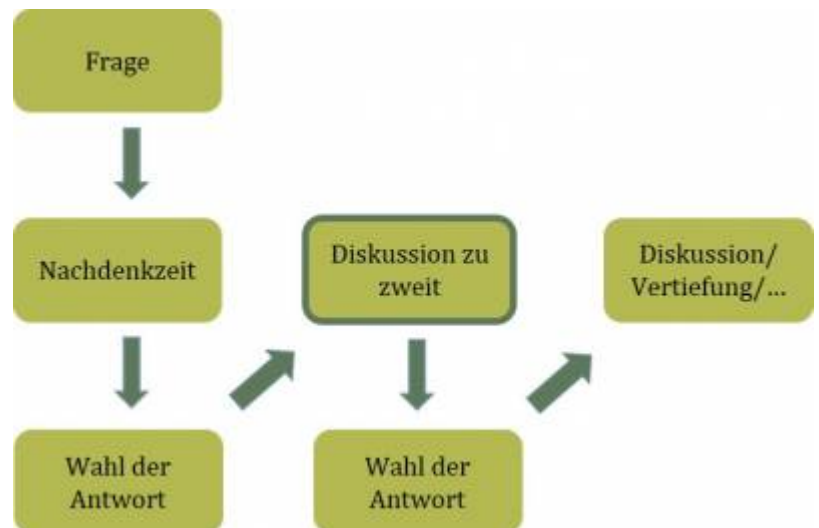 Frage
Nachdenkzeit
Wahl der
Antwort
Diskussion zu
zweit
Wahl der
Antwort
Diskussion/
Vertiefung/...